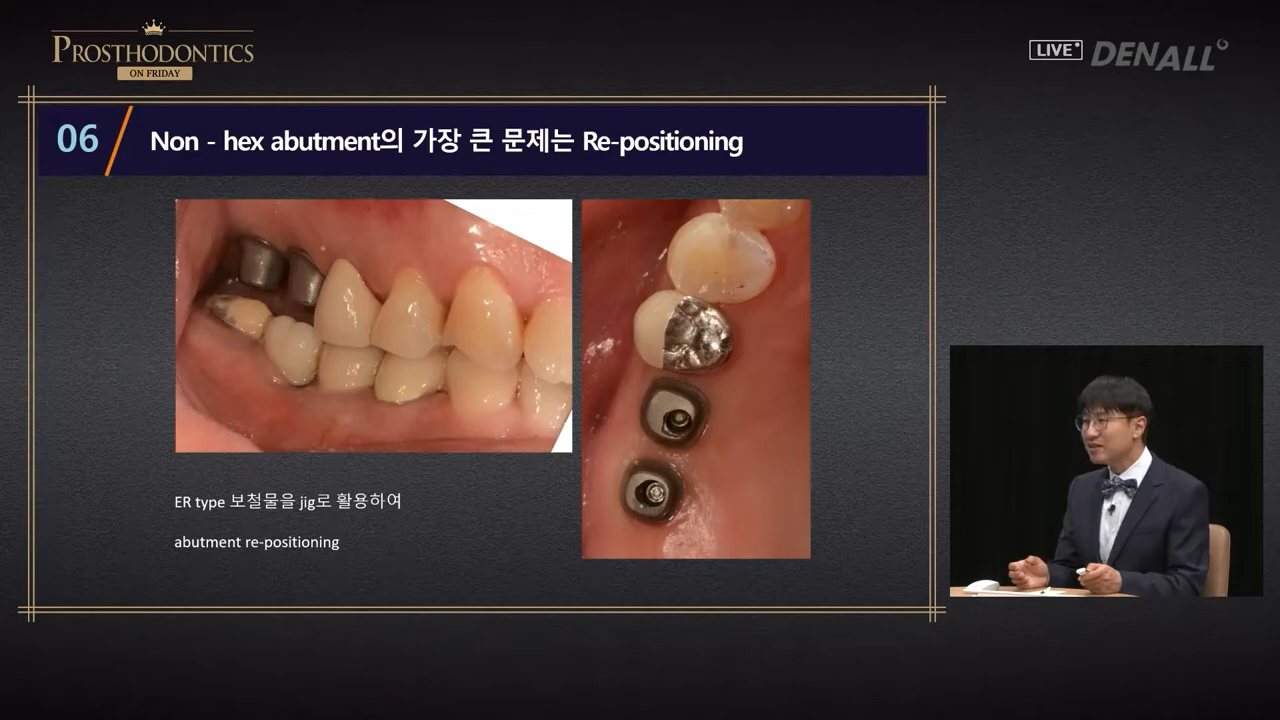 PROSTHODONTICS
ON FRIDAY
LIVE
DENALL
06
Non - hex abutment의 가장 큰 문제는 Re-positioning
ER type 보철물을 jig로 활용하여
abutment re-positioning